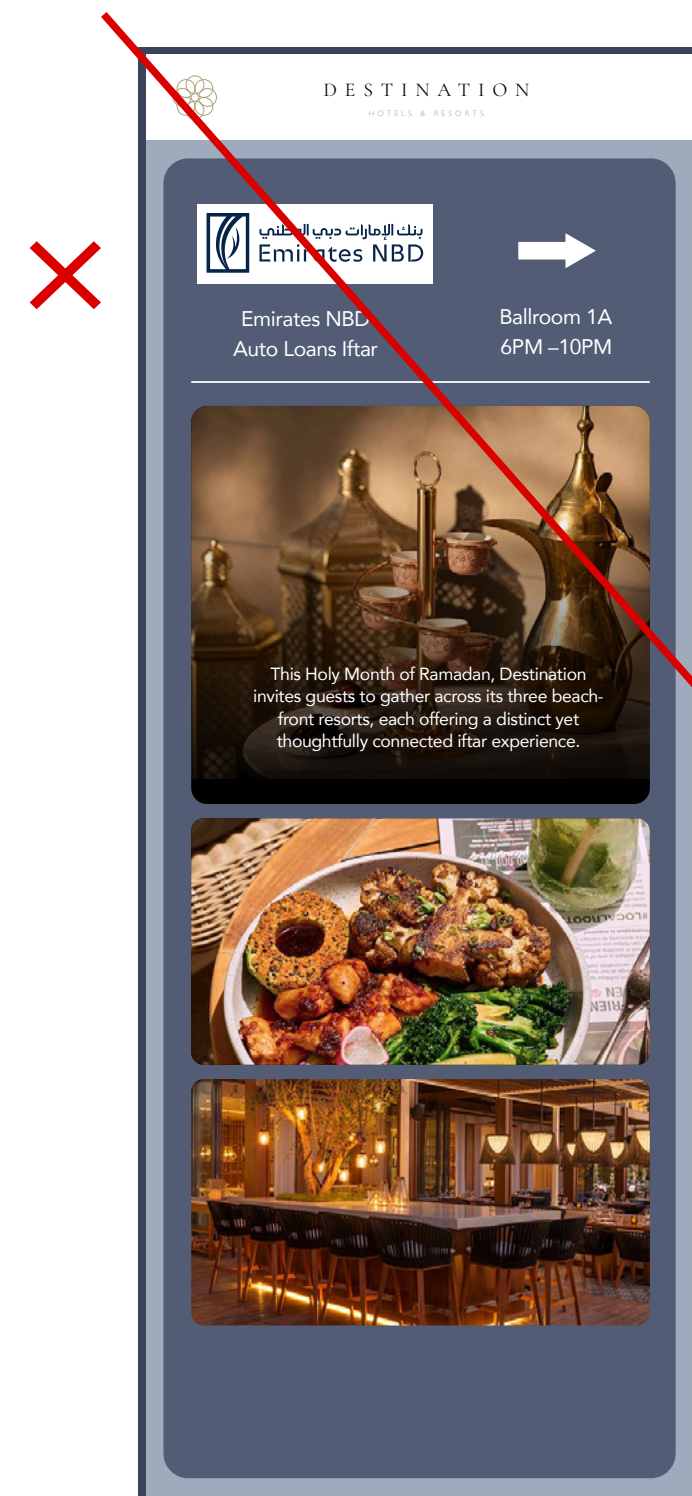 DESTINATION
HOTELS & RESORTS
بنك الإمارات دبي الوطني
Emirates NBD
Emirates NBD
Auto Loans Iftar
Ballroom 1A
6PM –10PM
This Holy Month of Ramadan, Destination
invites guests to gather across its three beach-
front resorts, each offering a distinct yet
thoughtfully connected iftar experience.